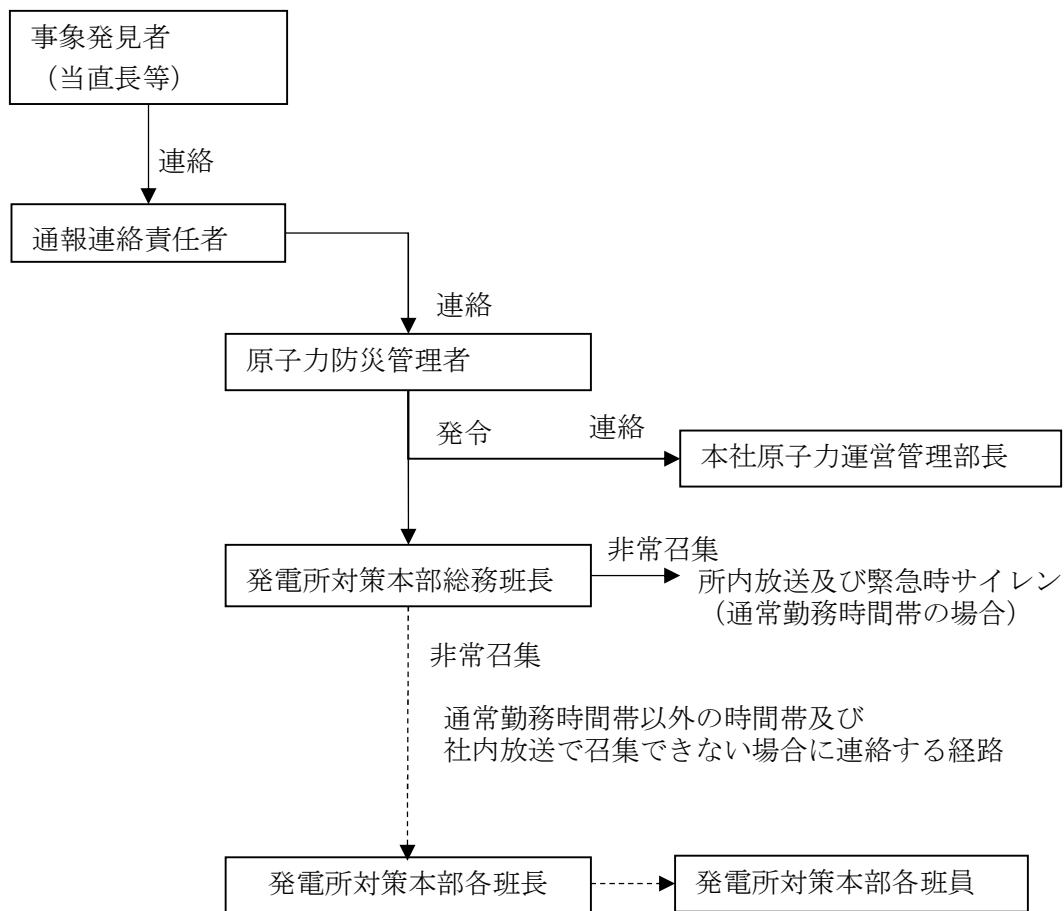 事象発見者
（当直長等）
連絡
通報連絡責任者
連絡
原子力防災管理者
発令
連絡
本社原子力運営管理部長
発電所対策本部総務班長
非常召集
所内放送及び緊急時サイレン
（通常勤務時間帯の場合）
非常召集
通常勤務時間帯以外の時間帯及び
社内放送で召集できない場合に連絡する経路
発電所対策本部各班長
発電所対策本部各班員